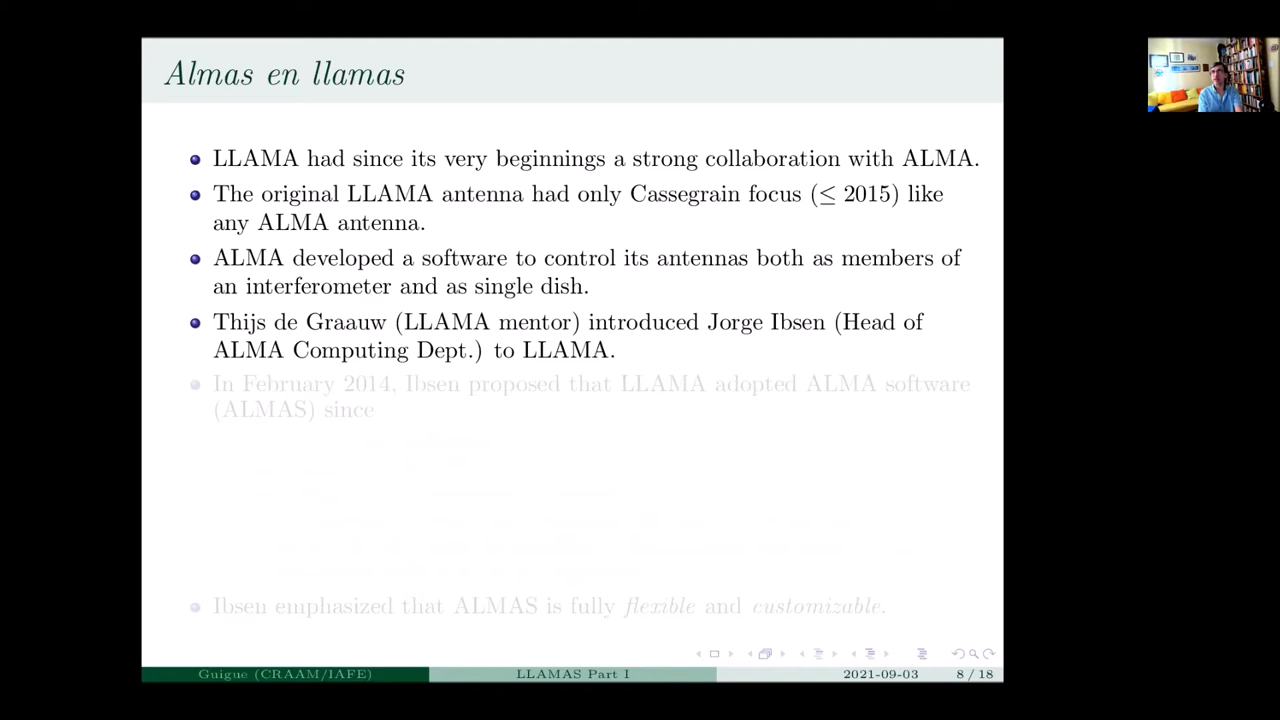 Almas en llamas
LLAMA had since its very beginnings a strong collaboration with ALMA.
The original LLAMA antenna had only Cassegrain focus (≤ 2015) like
any ALMA antenna.
ALMA developed a software to control its antennas both as members of
an interferometer and as single dish.
Thijs de Graauw (LLAMA mentor) introduced Jorge Ibsen (Head of
ALMA Computing Dept.) to LLAMA.
In February 2014, Ibsen proposed that LLAMA adopted ALMA software
(ALMAS) since
Ibsen emphasized that ALMAS is fully flexible and customizable.
Guigue (CRAAM/IAFE) LLAMAS Part I 2021-09-03 8 / 18